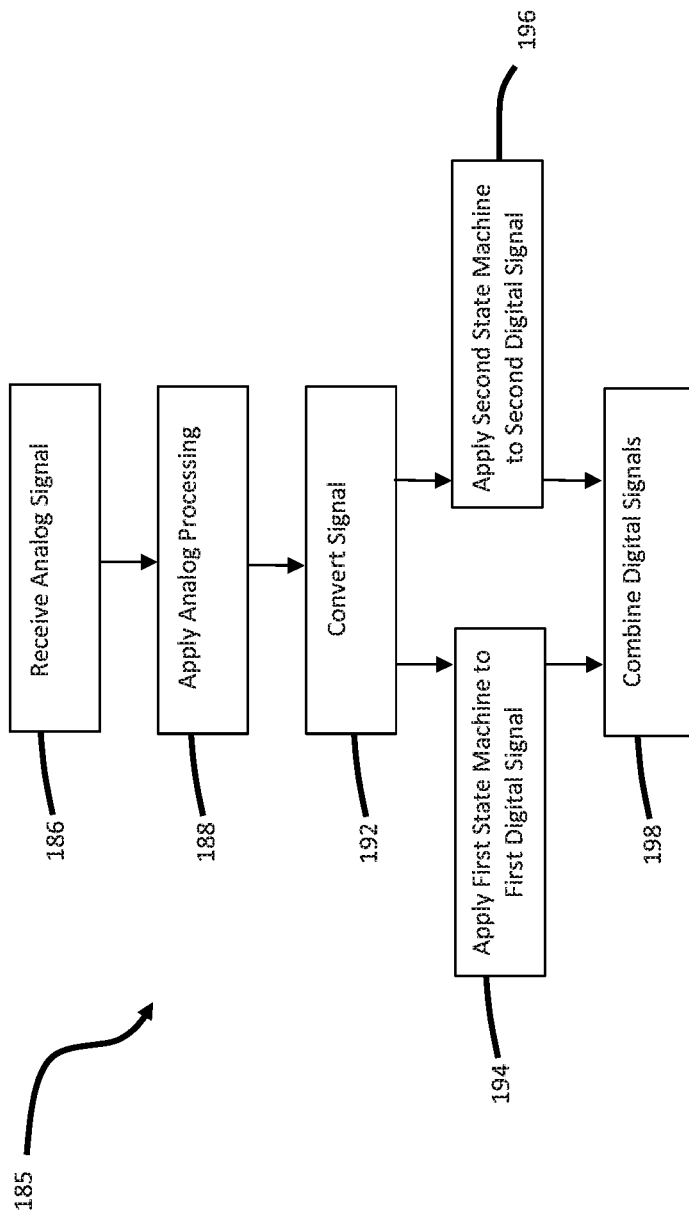 185
186
Receive Analog Signal
188
Apply Analog Processing
192
Convert Signal
194
Apply First State Machine to
First Digital Signal
Apply Second State Machine
to Second Digital Signal
196
198
Combine Digital Signals